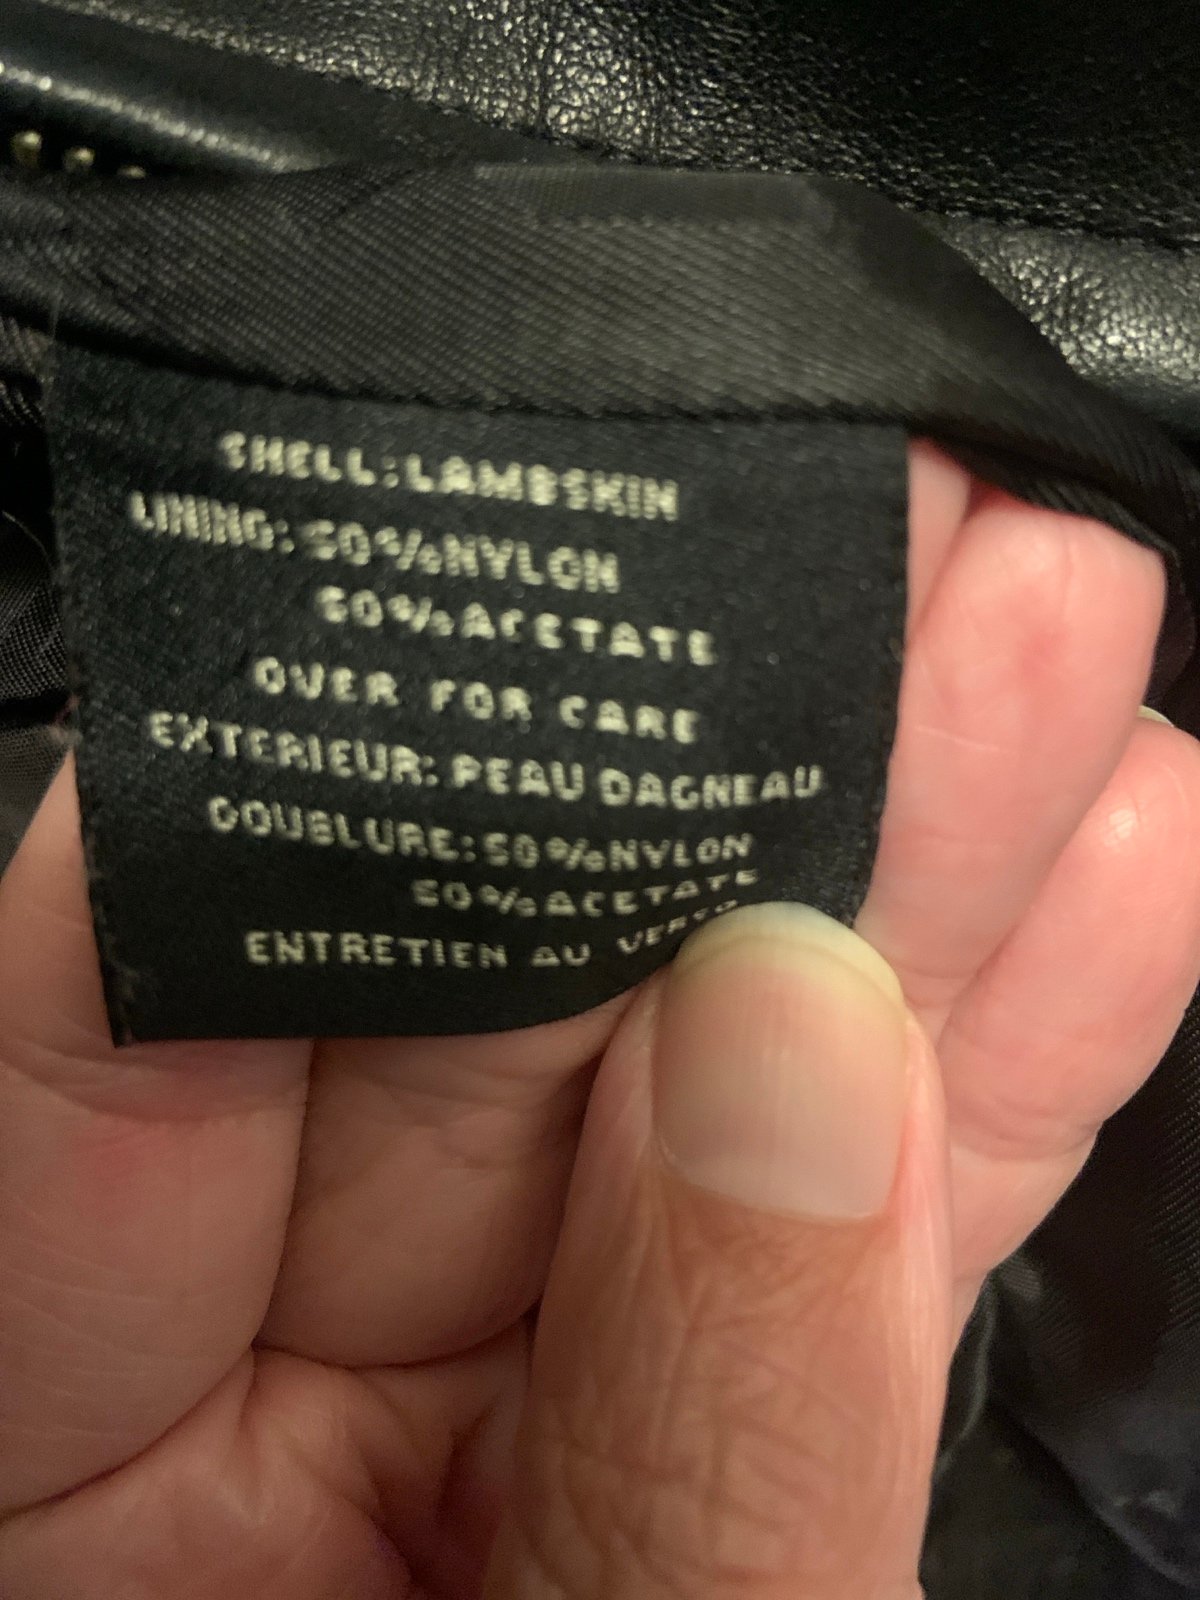 SHELL:LAMBSKIN
LINING:50%NYLON
50%ACETATE
OVER FOR CARE
EXTERIEUR:PEAU DAGNEAU
DOUBLURE:50%NYLON
50%ACETATE
ENTRETIEN AU VERSO